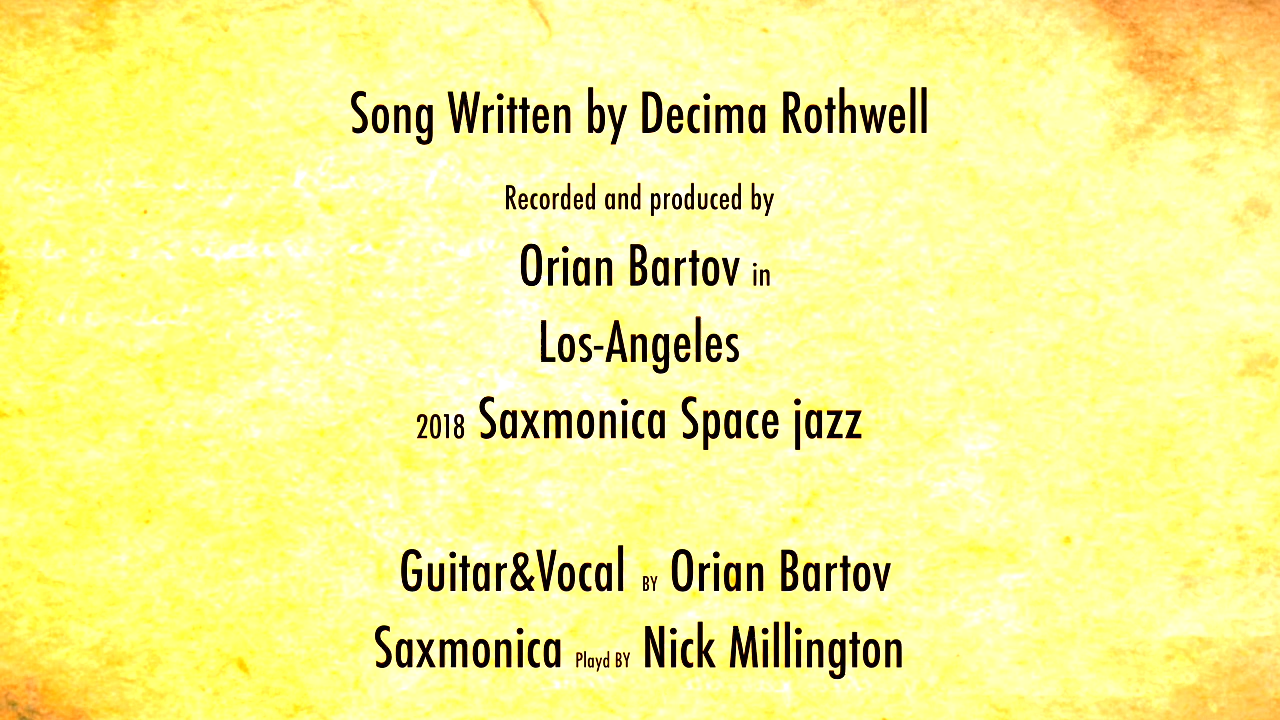 Song Written by Decima Rothwell
Recorded and produced by
Orian Bartov in
Los-Angeles
2018 Saxmonica Space jazz
Guitar&Vocal BY Orian Bartov
Saxmonica Playd BY Nick Millington